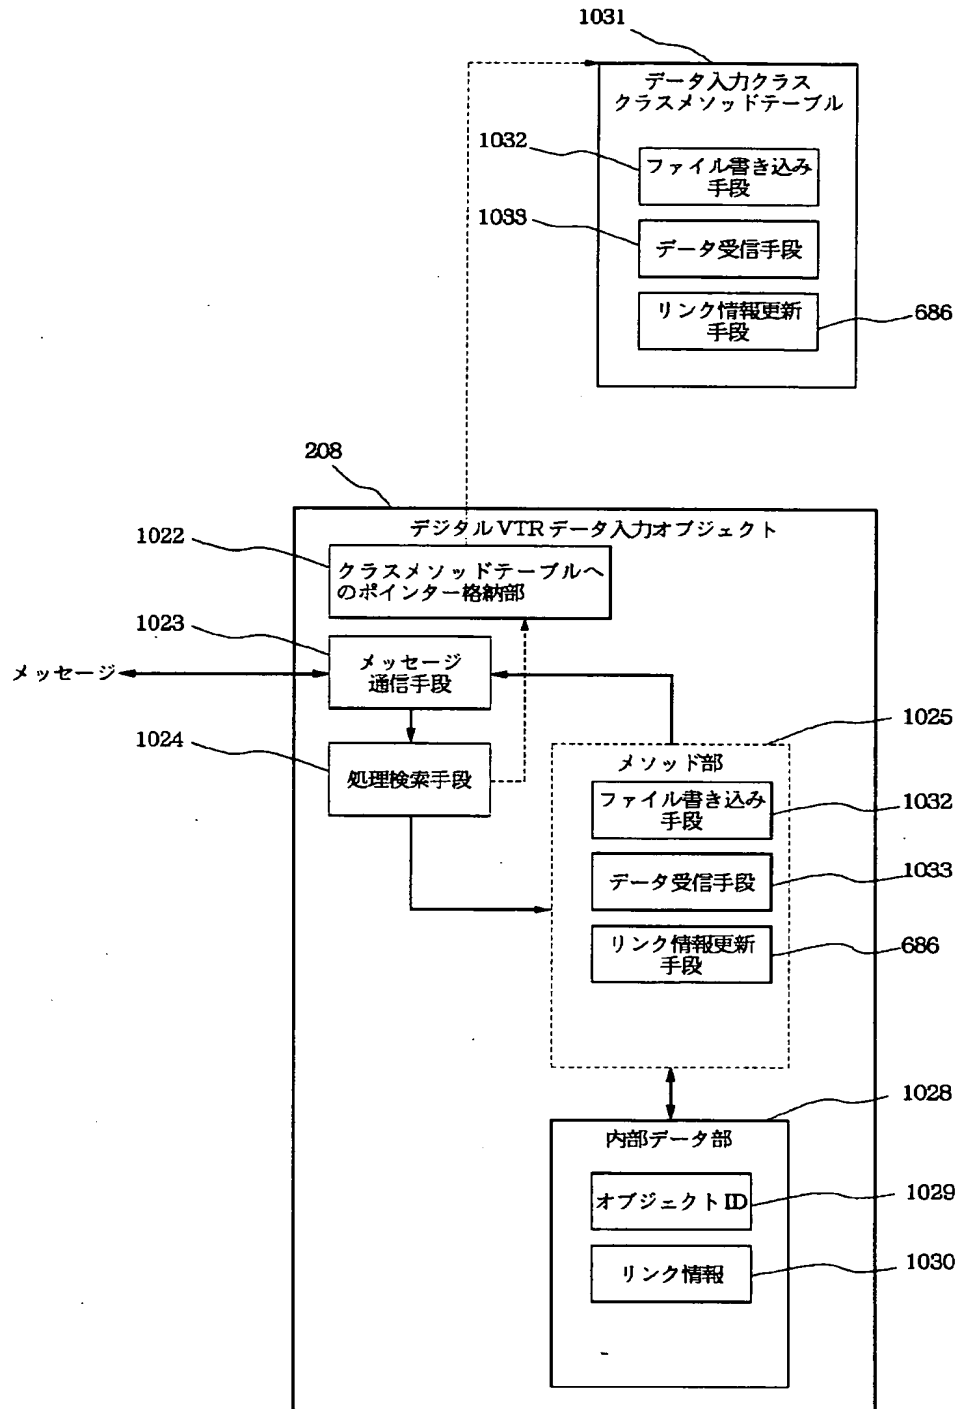 1031
データ入力クラス
クラスメソッドテーブル
1032
ファイル書き込み
手段
1033
データ受信手段
リンク情報更新
手段
686
208
デジタルVTRデータ入力オブジェクト
1022
クラスメソッドテーブルへ
のポインター格納部
1023
メッセージ
メッセージ
通信手段
1024
処理検索手段
1025
メソッド部
ファイル書き込み
手段
1032
データ受信手段
1033
リンク情報更新
手段
686
1028
内部データ部
オブジェクトID
1029
リンク情報
1030